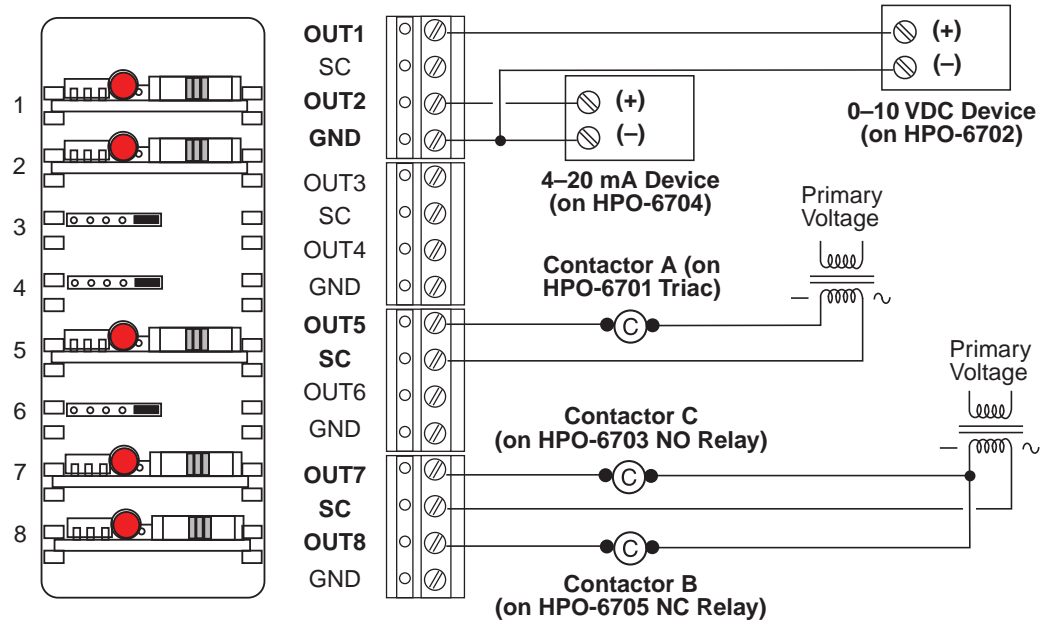 1
2
3
4
5
6
7
8
OUT1
SC
OUT2
GND
OUT3
SC
OUT4
GND
OUT5
SC
OUT6
GND
OUT7
SC
OUT8
GND
(+)
(–)
0–10 VDC Device
(on HPO-6702)
(+)
(–)
4–20 mA Device
(on HPO-6704)
Primary
Voltage
Contactor A (on
HPO-6701 Triac)
C
– ~
Primary
Voltage
Contactor C
(on HPO-6703 NO Relay)
– ~
C
C
Contactor B
(on HPO-6705 NC Relay)